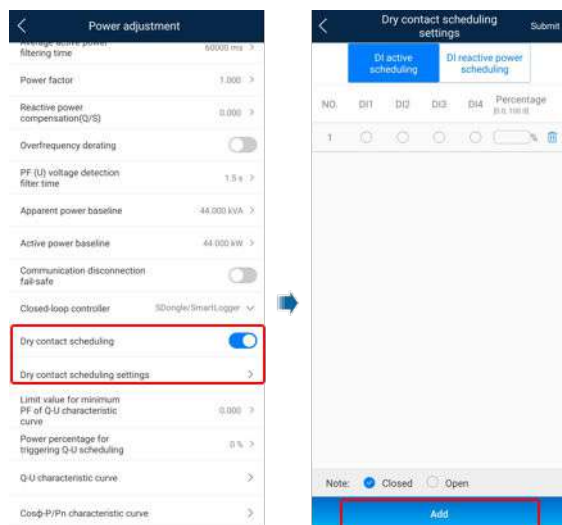 Power adjustment
Average active power
filtering time
60000 ms
Power factor
1.000
Reactive power
compensation(Q/S)
0.000
Overfrequency derating
PF (U) voltage detection
filter time
1.5 s
Apparent power baseline
44.000 kVA
Active power baseline
44.000 kW
Communication disconnection
fail-safe
Closed-loop controller
SDongle/SmartLogger
Dry contact scheduling
Dry contact scheduling settings
Limit value for minimum
PF of Q-U characteristic
curve
0.000
Power percentage for
triggering Q-U scheduling
0 %
Q-U characteristic curve
Cosф-P/Pn characteristic curve
Dry contact scheduling
settings
Submit
DI active
scheduling
DI reactive power
scheduling
NO. DI1 DI2 DI3 DI4 Percentage
[0.0, 100.0]
1 %
Note: Closed Open
Add